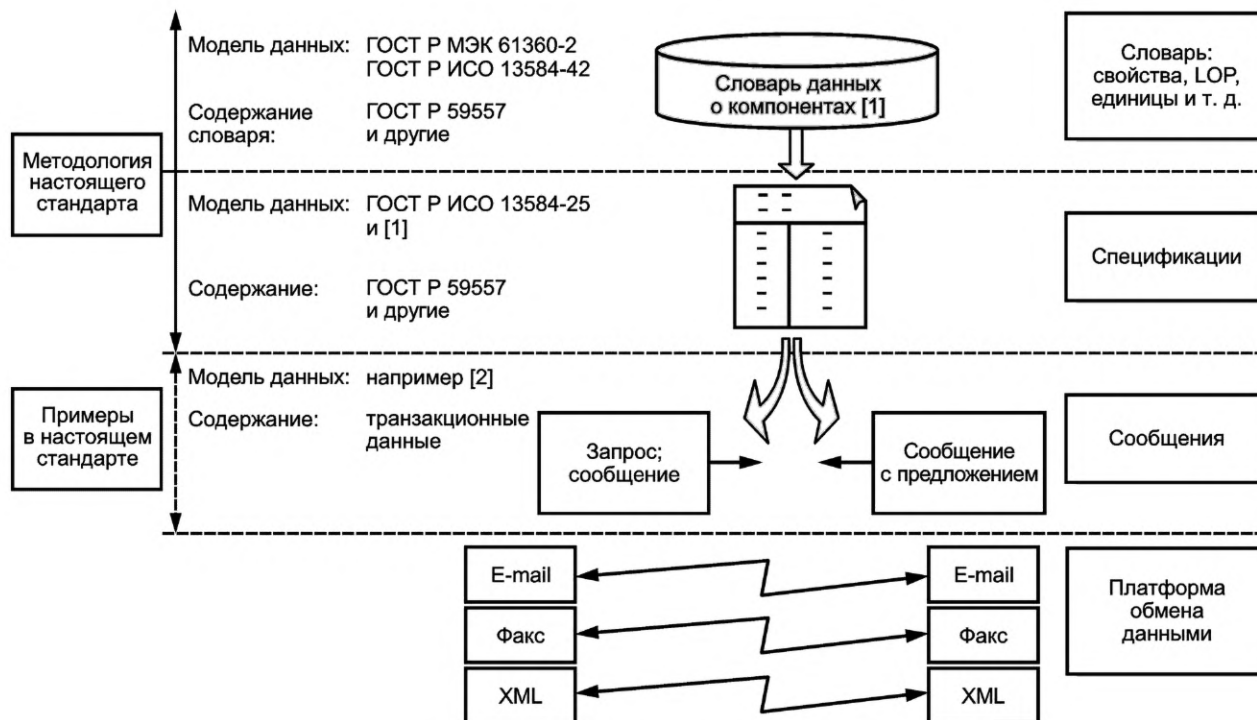 Модель данных: ГОСТ Р МЭК 61360-2
ГОСТ Р ИСО 13584-42
Содержание
словаря:
ГОСТ Р 59557
и другие
Словарь данных
о компонентах [1]
Словарь:
свойства, LOP,
единицы и т. д.
Методология
настоящего
стандарта
Модель данных: ГОСТ Р ИСО 13584-25
и [1]
Содержание: ГОСТ Р 59557
и другие
Спецификации
Примеры
в настоящем
стандарте
Модель данных: например [2]
Содержание: транзакционные
данные
Запрос;
сообщение
Сообщение
с предложением
Сообщения
E-mail
E-mail
Факс
Факс
XML
XML
Платформа
обмена
данными